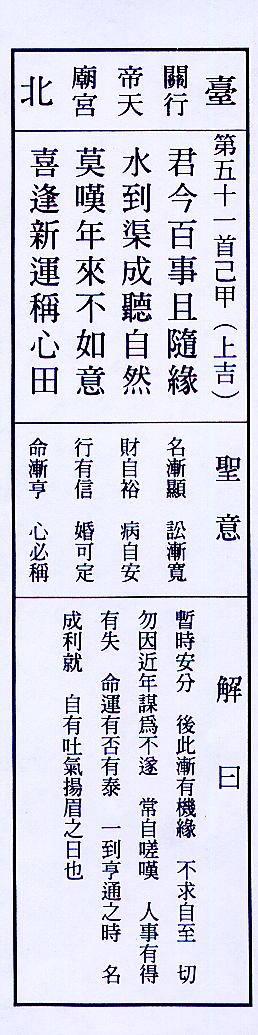 臺北
關行
帝天
廟宮
第五十一首己甲（上吉）
君今百事且隨緣
水到渠成聽自然
莫嘆年來不如意
喜逢新運稱心田
聖意
名漸顯　訟漸寬
財自裕　病自安
行有信　婚可定
命漸亨　心必稱
解曰
暫時安分　後此漸有機緣　不求自至　切
勿因近年謀為不遂　常自嗟嘆　人事有得
有失　命運有否有泰　一到亨通之時　名
成利就　自有吐氣揚眉之日也